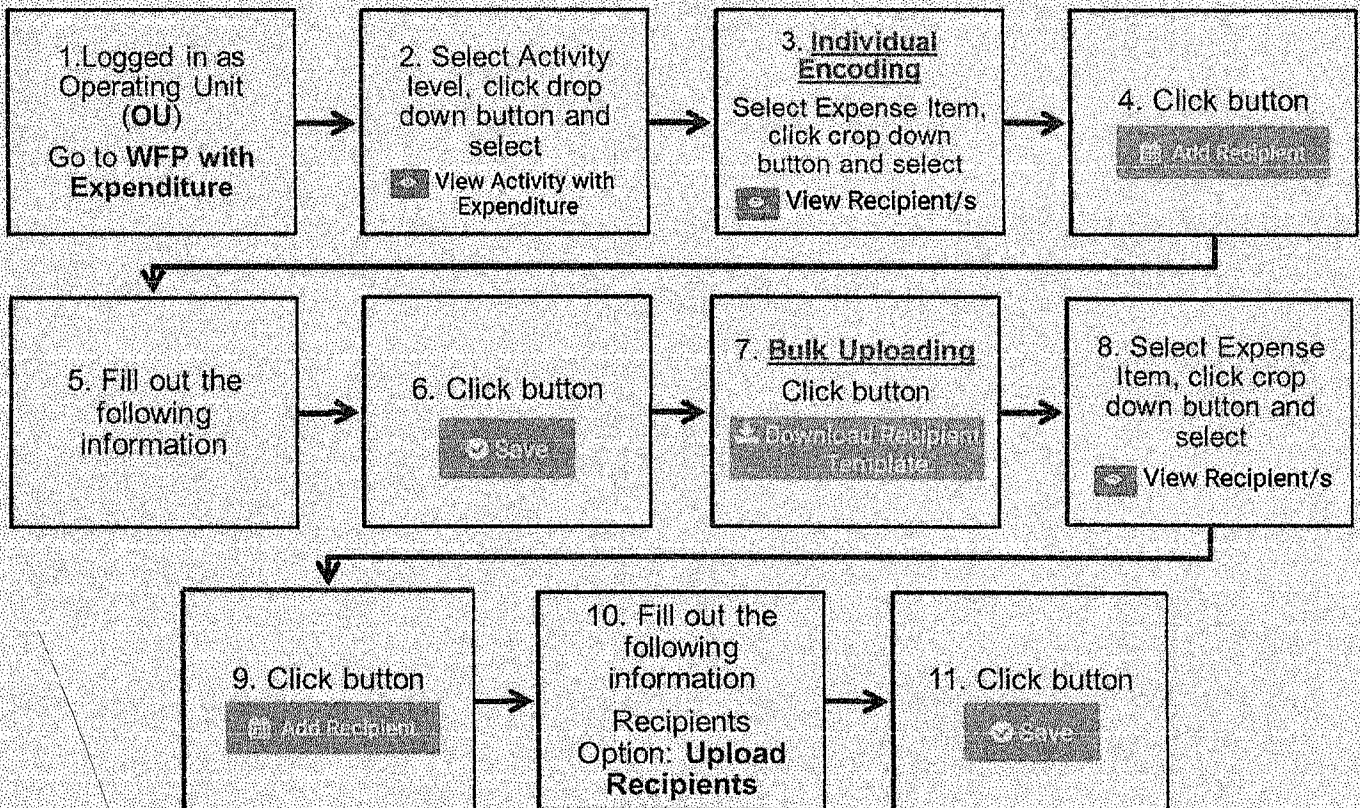 1.Logged in as
Operating Unit
(OU)
Go to WFP with
Expenditure
2. Select Activity
level, click drop
down button and
select
View Activity with
Expenditure
3. Individual
Encoding
Select Expense Item,
click crop down
button and select
View Recipient/s
4. Click button
Add Recipient
5. Fill out the
following
information
6. Click button
Save
7. Bulk Uploading
Click button
Download Recipient
Template
8. Select Expense
Item, click crop
down button and
select
View Recipient/s
9. Click button
Add Recipient
10. Fill out the
following
information
Recipients
Option: Upload
Recipients
11. Click button
Save